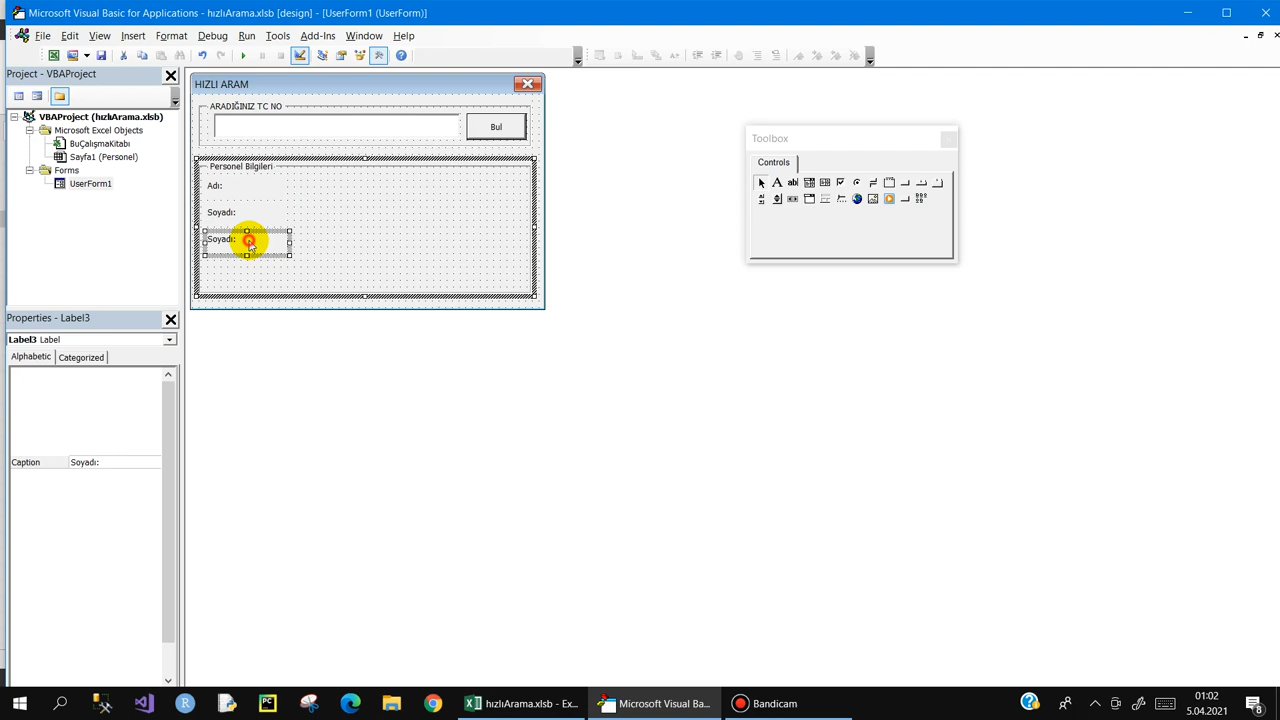 Microsoft Visual Basic for Applications - hızlıArama.xlsb [design] - [UserForm1 (UserForm)]
File Edit View Insert Format Debug Run Tools Add-Ins Window Help
Project - VBAProject
VBAProject (hızlıArama.xlsb)
Microsoft Excel Objects
BuÇalışmaKitabı
Sayfa1 (Personel)
Forms
UserForm1
HIZLI ARAM
ARADIĞINIZ TC NO
Bul
Personel Bilgileri
Adı:
Soyadı:
Soyadı:
Toolbox
Controls
Properties - Label3
Label3 Label
Alphabetic Categorized
Caption Soyadı:
hızlıArama.xlsb - Ex...
Microsoft Visual Ba...
Bandicam
01:02
5.04.2021
8